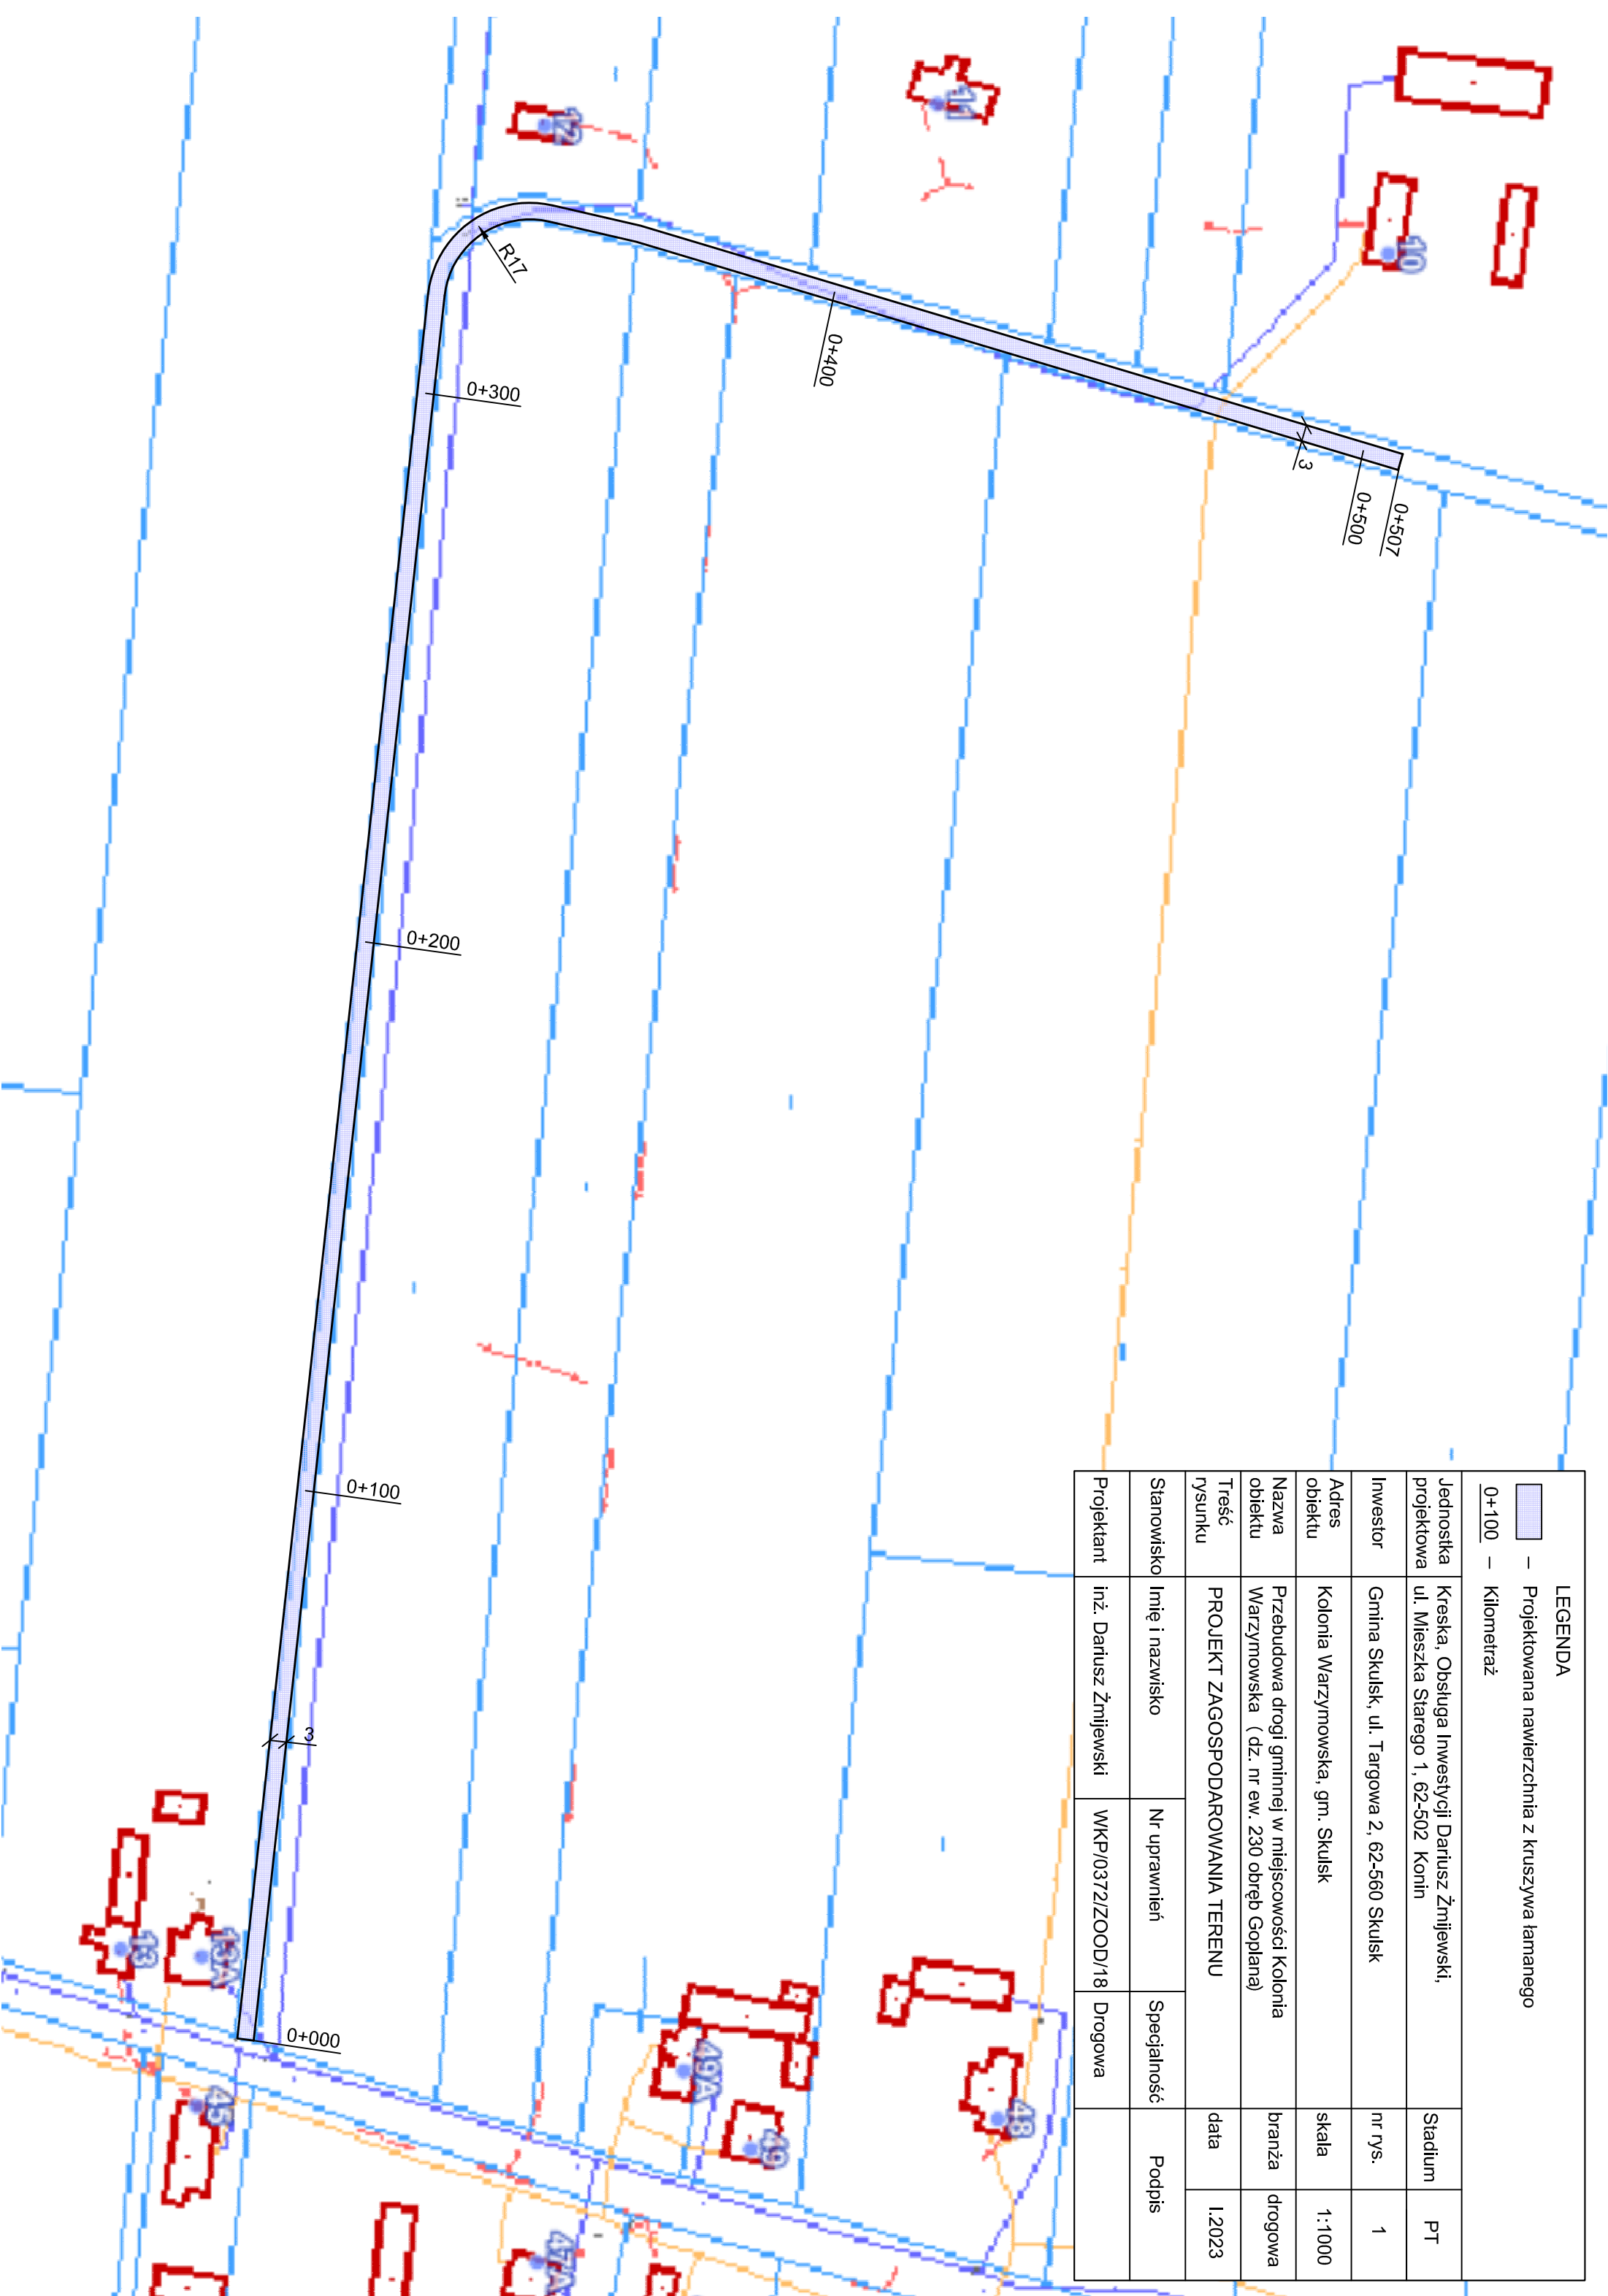 LEGENDA
– Projektowana nawierzchnia z kruszywa łamanego
0+100 – Kilometraż
Jednostka projektowa
Kreska, Obsługa Inwestycji Dariusz Żmijewski,
ul. Mieszka Starego 1, 62-502 Konin
Stadium
PT
Inwestor
Gmina Skulsk, ul. Targowa 2, 62-560 Skulsk
nr rys.
1
Adres obiektu
Kolonia Warzymowska, gm. Skulsk
skala
1:1000
Nazwa obiektu
Przebudowa drogi gminnej w miejscowości Kolonia
Warzymowska ( dz. nr ew. 230 obręb Goplana)
branża
drogowa
Treść rysunku
PROJEKT ZAGOSPODAROWANIA TERENU
data
I.2023
Stanowisko
Imię i nazwisko
Nr uprawnień
Specjalność
Podpis
Projektant
inż. Dariusz Żmijewski
WKP/0372/ZOOD/18
Drogowa
12
11
10
R17
0+400
0+300
3
0+500
0+507
0+200
0+100
3
0+000
13
13A
45
49A
49
48
47A